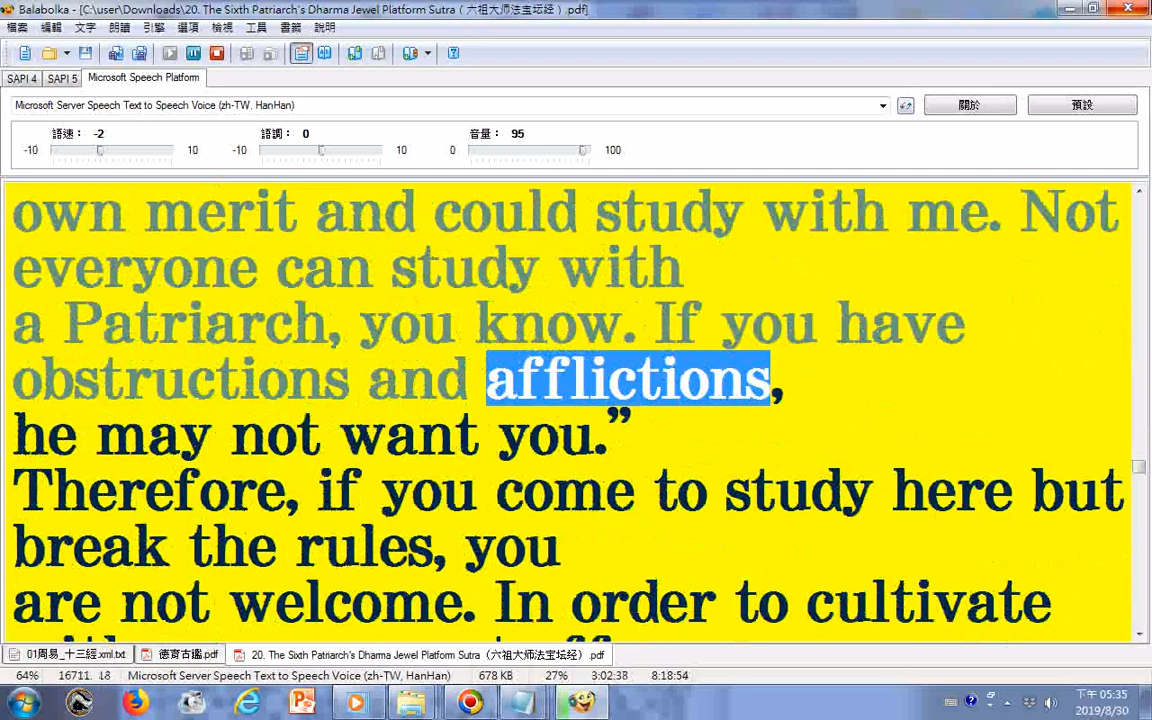 Balabolka - [C:\user\Downloads\20. The Sixth Patriarch's Dharma Jewel Platform Sutra（六祖大师法宝坛经）.pdf]
檔案 編輯 文字 朗讀 引擎 選項 檢視 工具 書籤 說明
SAPI 4 SAPI 5 Microsoft Speech Platform
Microsoft Server Speech Text to Speech Voice (zh-TW, HanHan) 關於 預設
語速： -2 語調： 0 音量： 95
-10 10 -10 10 0 100
own merit and could study with me. Not
everyone can study with
a Patriarch, you know. If you have
obstructions and afflictions,
he may not want you.”
Therefore, if you come to study here but
break the rules, you
are not welcome. In order to cultivate
01周易_十三經.xml.txt 德育古鑑.pdf 20. The Sixth Patriarch's Dharma Jewel Platform Sutra（六祖大师法宝坛经）.pdf
64% 16711: 18 Microsoft Server Speech Text to Speech Voice (zh-TW, HanHan) 678 KB 27% 3:02:38 8:18:54
下午 05:35
2019/8/30